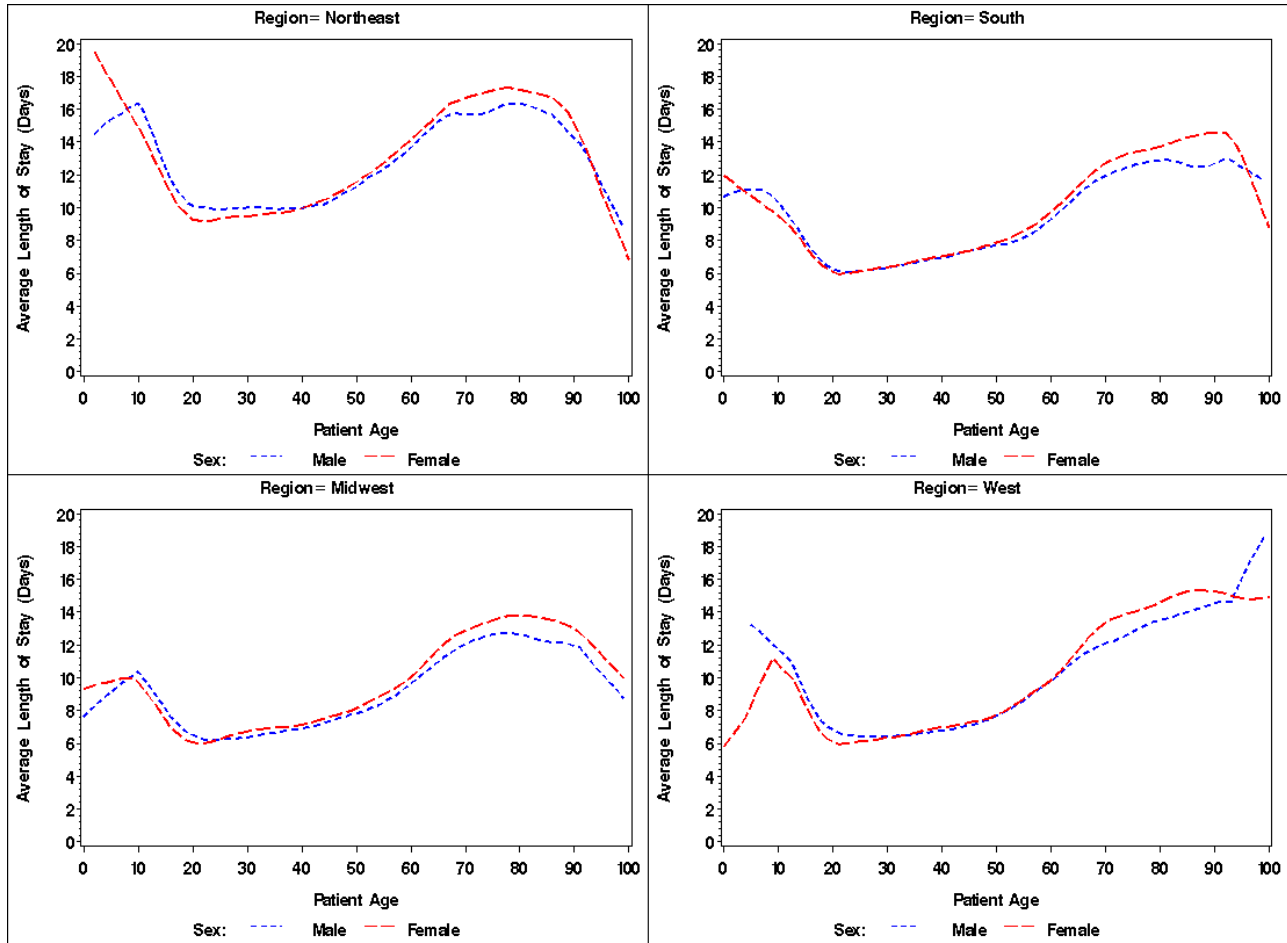 Region= Northeast
Average Length of Stay (Days)
20
18
16
14
12
10
8
6
4
2
0
0 10 20 30 40 50 60 70 80 90 100
Patient Age
Sex: Male Female
Region= South
Average Length of Stay (Days)
20
18
16
14
12
10
8
6
4
2
0
0 10 20 30 40 50 60 70 80 90 100
Patient Age
Sex: Male Female
Region= Midwest
Average Length of Stay (Days)
20
18
16
14
12
10
8
6
4
2
0
0 10 20 30 40 50 60 70 80 90 100
Patient Age
Sex: Male Female
Region= West
Average Length of Stay (Days)
20
18
16
14
12
10
8
6
4
2
0
0 10 20 30 40 50 60 70 80 90 100
Patient Age
Sex: Male Female